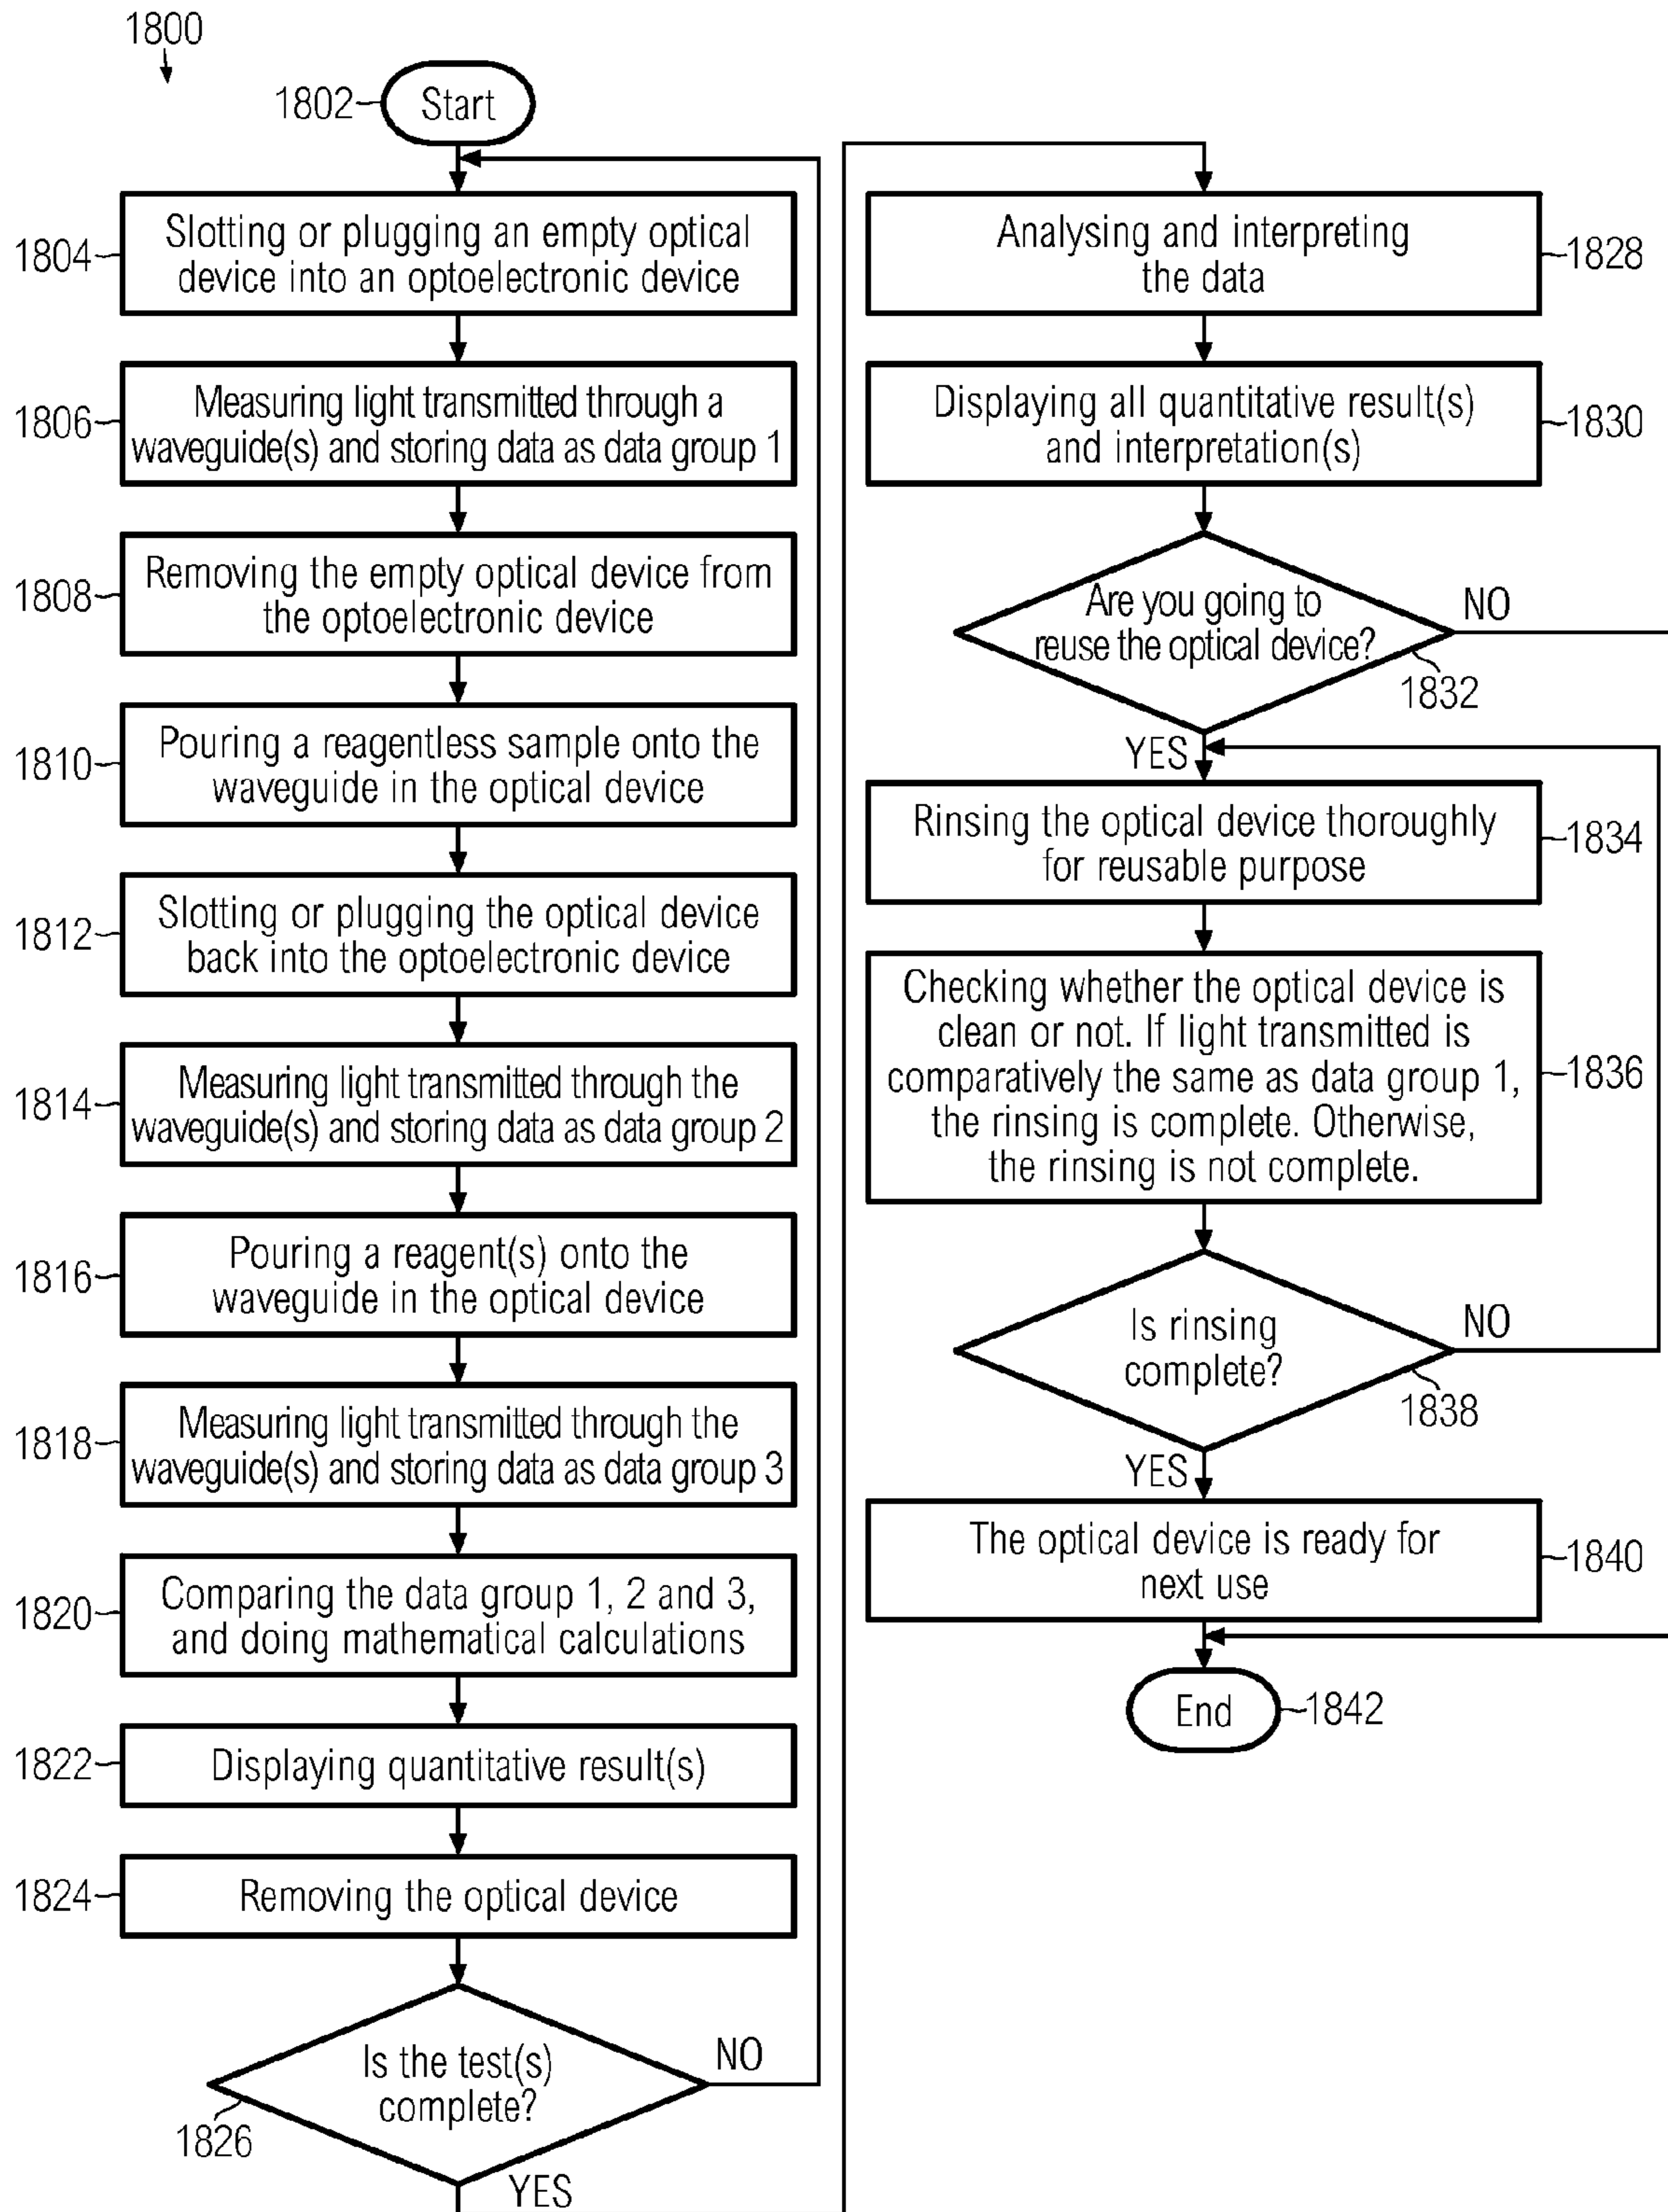 1800
1802
Start
1804
Slotting or plugging an empty optical
device into an optoelectronic device
1806
Measuring light transmitted through a
waveguide(s) and storing data as data group 1
1808
Removing the empty optical device from
the optoelectronic device
1810
Pouring a reagentless sample onto the
waveguide in the optical device
1812
Slotting or plugging the optical device
back into the optoelectronic device
1814
Measuring light transmitted through the
waveguide(s) and storing data as data group 2
1816
Pouring a reagent(s) onto the
waveguide in the optical device
1818
Measuring light transmitted through the
waveguide(s) and storing data as data group 3
1820
Comparing the data group 1, 2 and 3,
and doing mathematical calculations
1822
Displaying quantitative result(s)
1824
Removing the optical device
Is the test(s)
complete?
NO
1826
YES
Analysing and interpreting
the data
1828
Displaying all quantitative result(s)
and interpretation(s)
1830
Are you going to
reuse the optical device?
NO
1832
YES
Rinsing the optical device thoroughly
for reusable purpose
1834
Checking whether the optical device is
clean or not. If light transmitted is
comparatively the same as data group 1,
the rinsing is complete. Otherwise,
the rinsing is not complete.
1836
Is rinsing
complete?
NO
1838
YES
The optical device is ready for
next use
1840
End
1842